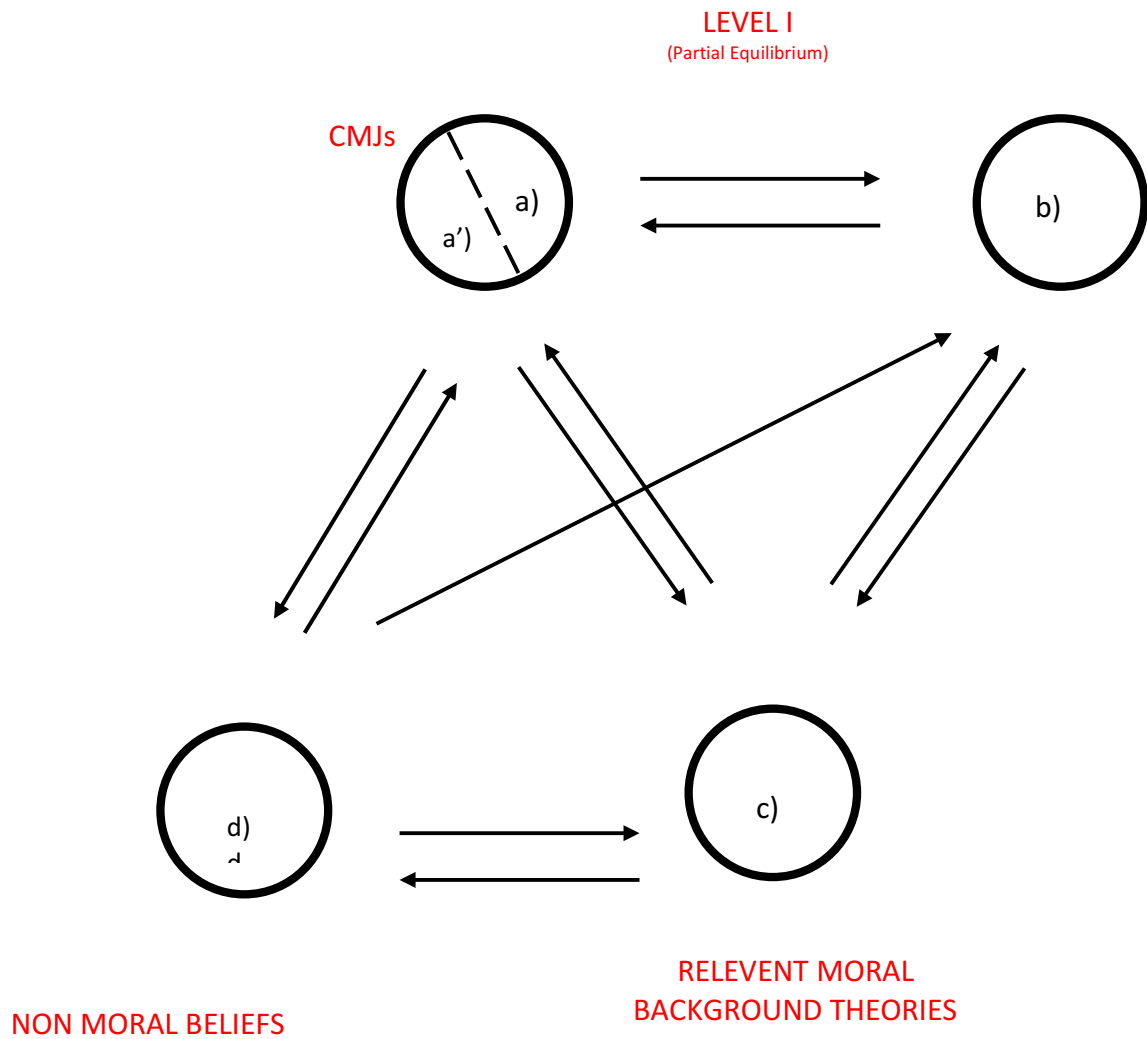 LEVEL I
(Partial Equilibrium)
CMJs
a)
a’)
b)
d)
d
c)
RELEVENT MORAL
BACKGROUND THEORIES
NON MORAL BELIEFS